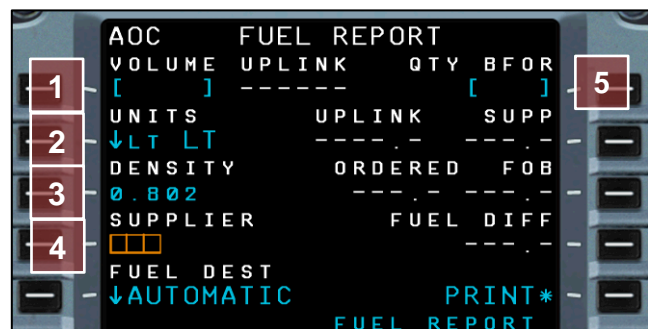 AOC FUEL REPORT
VOLUME UPLINK QTY BFOR
1 [ ] ------ [ ] 5
UNITS UPLINK SUPP
2 ↓LT LT ----.- ---.-
DENSITY ORDERED FOB
3 0.802 ---.- ---.-
SUPPLIER FUEL DIFF
4 □□□ ---.-
FUEL DEST
↓AUTOMATIC PRINT*
FUEL REPORT